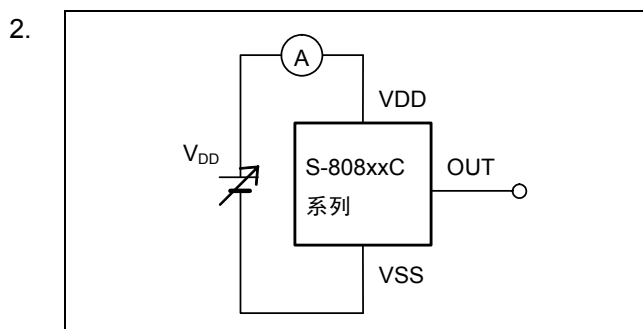 2.
A
VDD
VDD
S-808xxC
系列
OUT
VSS